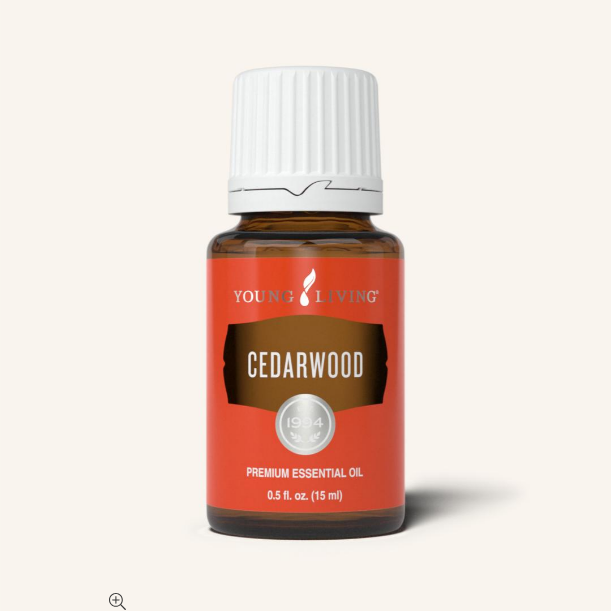 YOUNG LIVING®
CEDARWOOD
1994
PREMIUM ESSENTIAL OIL
0.5 fl. oz. (15 ml)